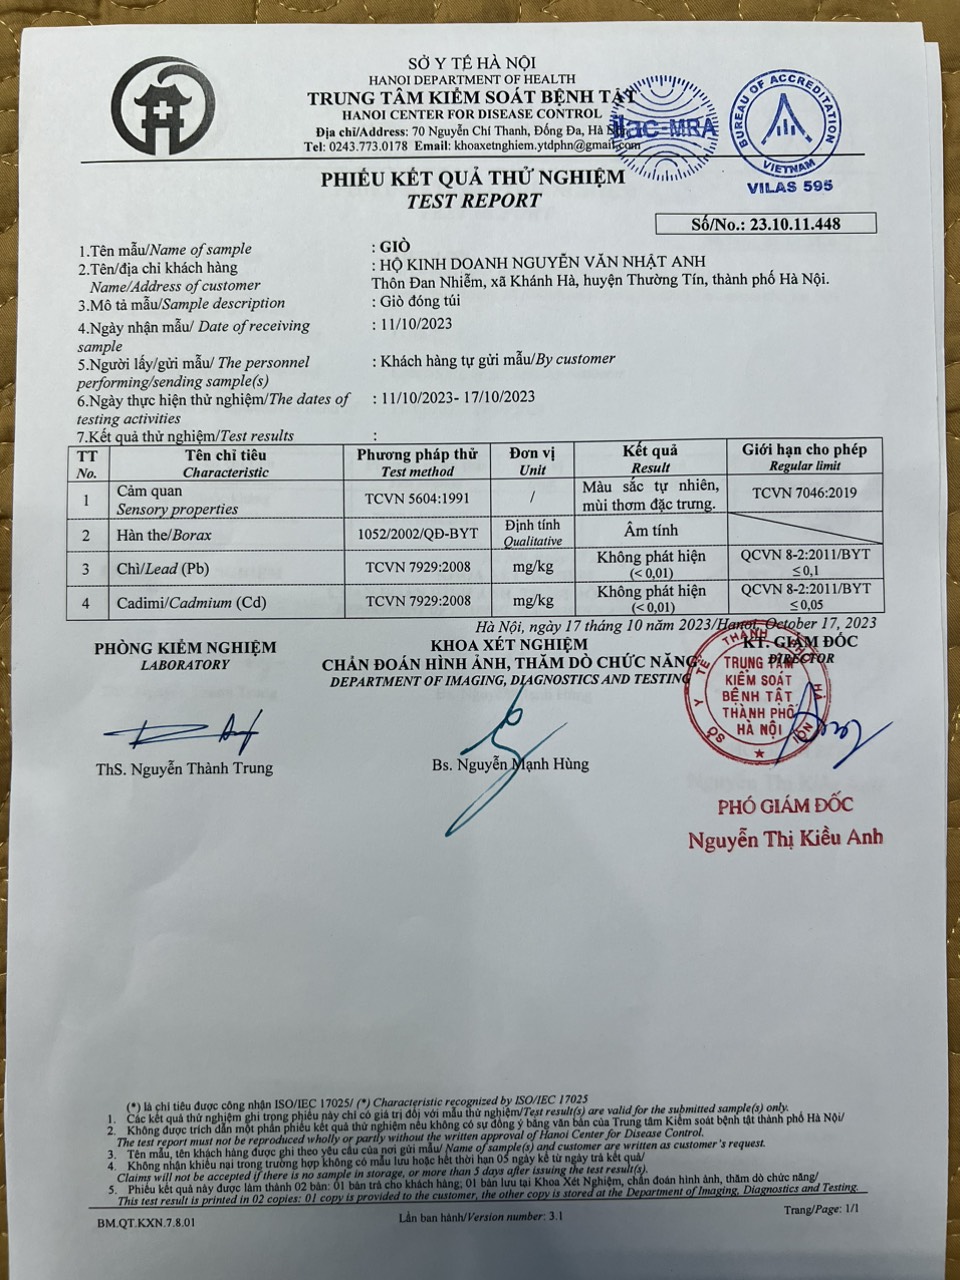 SỞ Y TẾ HÀ NỘI
HANOI DEPARTMENT OF HEALTH
TRUNG TÂM KIỂM SOÁT BỆNH TẬT
HANOI CENTER FOR DISEASE CONTROL
Địa chỉ/Address: 70 Nguyễn Chí Thanh, Đống Đa, Hà Nội
Tel: 0243.773.0178 Email: khoaxetnghiem.ytdphn@gmail.com
ilac-MRA
BUREAU OF ACCREDITATION
VIETNAM
VILAS 595
PHIẾU KẾT QUẢ THỬ NGHIỆM
TEST REPORT
Số/No.: 23.10.11.448
1.Tên mẫu/Name of sample : GIÒ
2.Tên/địa chỉ khách hàng : HỘ KINH DOANH NGUYỄN VĂN NHẬT ANH
Name/Address of customer Thôn Đan Nhiễm, xã Khánh Hà, huyện Thường Tín, thành phố Hà Nội.
3.Mô tả mẫu/Sample description : Giò đóng túi
4.Ngày nhận mẫu/ Date of receiving : 11/10/2023
sample
5.Người lấy/gửi mẫu/ The personnel : Khách hàng tự gửi mẫu/By customer
performing/sending sample(s)
6.Ngày thực hiện thử nghiệm/The dates of : 11/10/2023- 17/10/2023
testing activities
7.Kết quả thử nghiệm/Test results :
TT Tên chỉ tiêu Phương pháp thử Đơn vị Kết quả Giới hạn cho phép
No. Characteristic Test method Unit Result Regular limit
1 Cảm quan TCVN 5604:1991 / Màu sắc tự nhiên, TCVN 7046:2019
Sensory properties mùi thơm đặc trưng.
2 Hàn the/Borax 1052/2002/QĐ-BYT Định tính Âm tính
Qualitative
3 Chì/Lead (Pb) TCVN 7929:2008 mg/kg Không phát hiện QCVN 8-2:2011/BYT
(< 0,01) ≤ 0,1
4 Cadimi/Cadmium (Cd) TCVN 7929:2008 mg/kg Không phát hiện QCVN 8-2:2011/BYT
(< 0,01) ≤ 0,05
Hà Nội, ngày 17 tháng 10 năm 2023/Hanoi, October 17, 2023
PHÒNG KIỂM NGHIỆM KHOA XÉT NGHIỆM KT. GIÁM ĐỐC
LABORATORY CHẨN ĐOÁN HÌNH ẢNH, THĂM DÒ CHỨC NĂNG DIRECTOR
DEPARTMENT OF IMAGING, DIAGNOSTICS AND TESTING
SỞ Y TẾ THÀNH HÀ NỘI
TRUNG TÂM
KIỂM SOÁT
BỆNH TẬT
THÀNH PHỐ
HÀ NỘI
ThS. Nguyễn Thành Trung Bs. Nguyễn Mạnh Hùng
PHÓ GIÁM ĐỐC
Nguyễn Thị Kiều Anh
(*) là chỉ tiêu được công nhận ISO/IEC 17025/ (*) Characteristic recognized by ISO/IEC 17025
1. Các kết quả thử nghiệm ghi trong phiếu này chỉ có giá trị đối với mẫu thử nghiệm/Test result(s) are valid for the submitted sample(s) only.
2. Không được trích dẫn một phần phiếu kết quả thử nghiệm nếu không có sự đồng ý bằng văn bản của Trung tâm Kiểm soát bệnh tật thành phố Hà Nội/
The test report must not be reproduced wholly or partly without the written approval of Hanoi Center for Disease Control.
3. Tên mẫu, tên khách hàng được ghi theo yêu cầu của nơi gửi mẫu/ Name of sample(s) and customer are written as customer's request.
4. Không nhận khiếu nại trong trường hợp không có mẫu lưu hoặc hết thời hạn 05 ngày kể từ ngày trả kết quả/
Claims will not be accepted if there is no sample in storage, or more than 5 days after issuing the test result(s).
5. Phiếu kết quả này được làm thành 02 bản: 01 bản trả cho khách hàng; 01 bản lưu tại Khoa Xét Nghiệm, chẩn đoán hình ảnh, thăm dò chức năng/
This test result is printed in 02 copies: 01 copy is provided to the customer, the other copy is stored at the Department of Imaging, Diagnostics and Testing.
BM.QT.KXN.7.8.01 Lần ban hành/Version number: 3.1 Trang/Page: 1/1